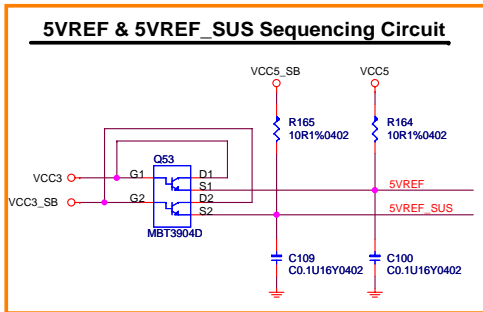 5VREF & 5VREF_SUS Sequencing Circuit
VCC5_SB
VCC5
R165
10R1%0402
R164
10R1%0402
Q53
VCC3
G1
D1
S1
5VREF
VCC3_SB
G2
D2
S2
5VREF_SUS
MBT3904D
C109
C0.1U16Y0402
C100
C0.1U16Y0402